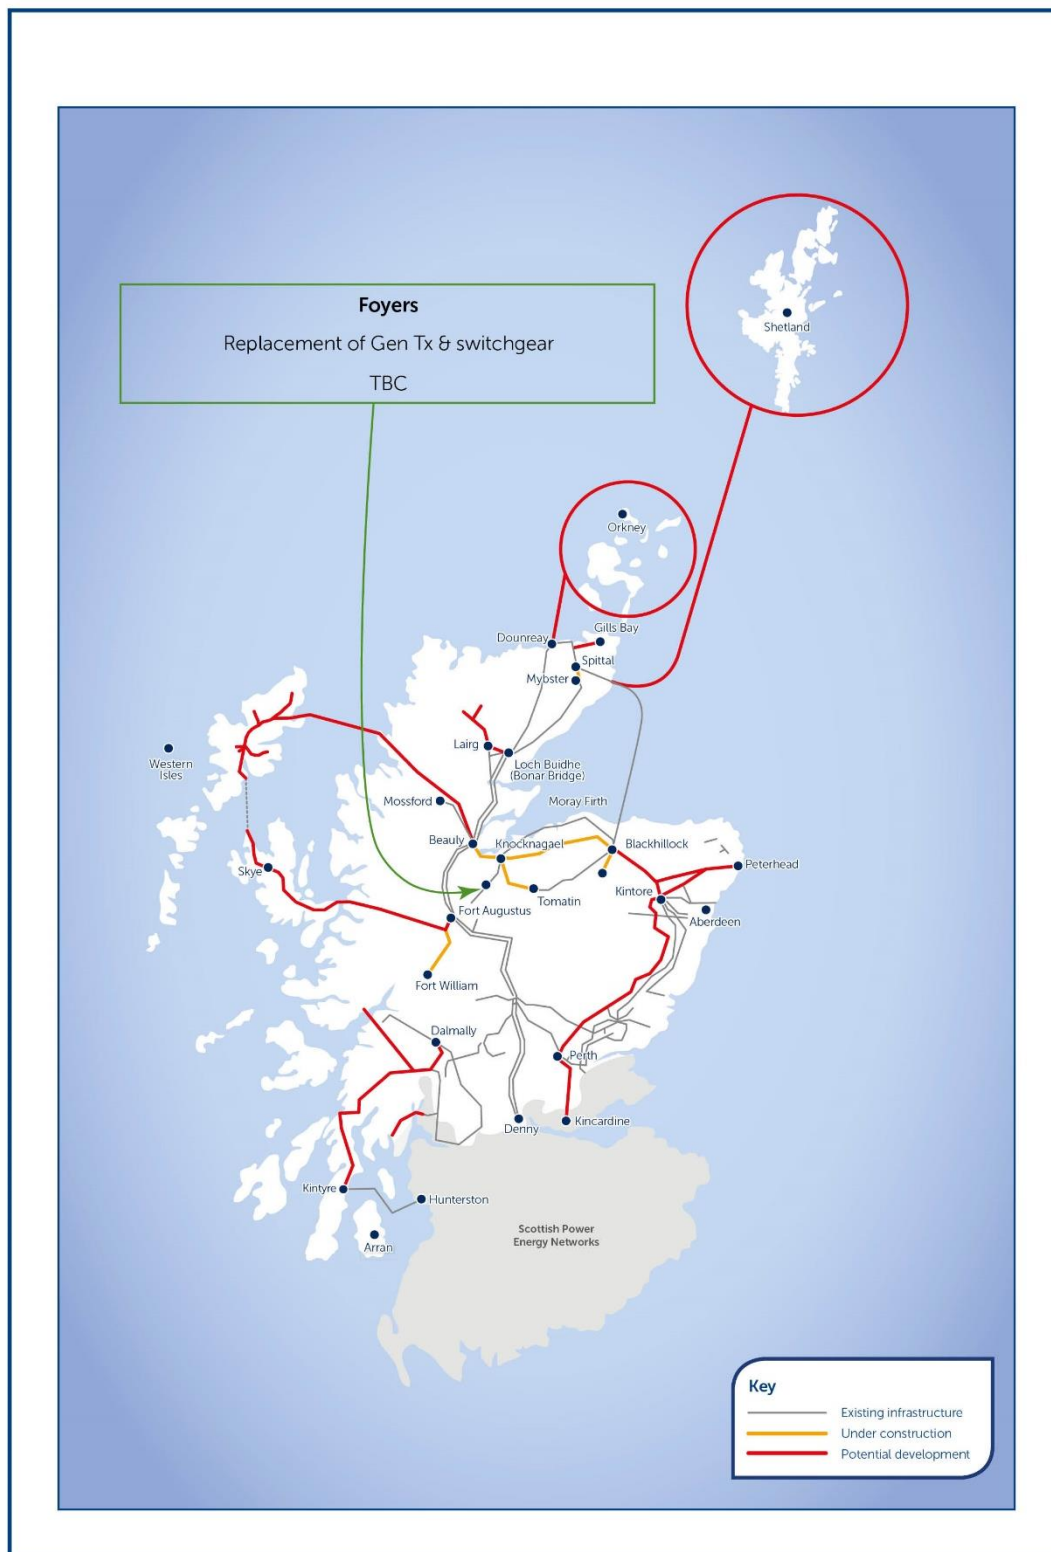 Foyers
Replacement of Gen Tx & switchgear
TBC
Shetland
Orkney
Gills Bay
Dounreay
Spittal
Mybster
Lairg
Loch Buidhe
(Bonar Bridge)
Western
Isles
Mossford
Moray Firth
Beauly
Knocknagael
Blackhillock
Peterhead
Skye
Kintore
Tomatin
Fort Augustus
Aberdeen
Fort William
Dalmally
Perth
Denny
Kincardine
Kintyre
Hunterston
Scottish Power
Energy Networks
Arran
Key
Existing infrastructure
Under construction
Potential development